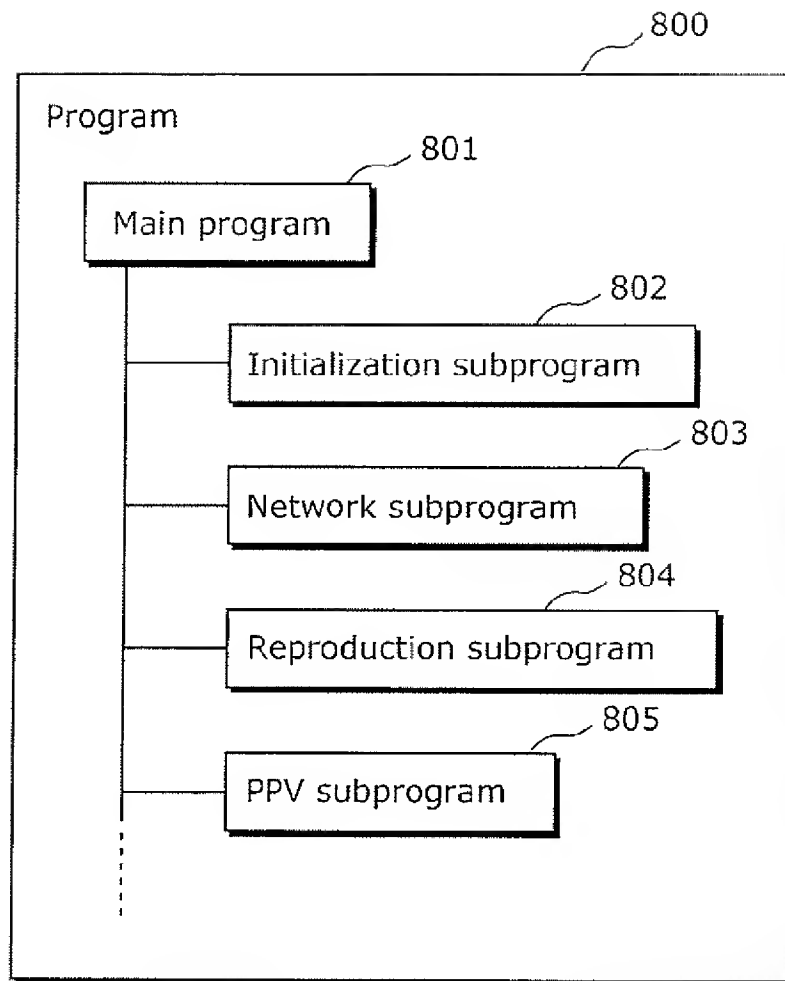 800
Program
801
Main program
802
Initialization subprogram
803
Network subprogram
804
Reproduction subprogram
805
PPV subprogram